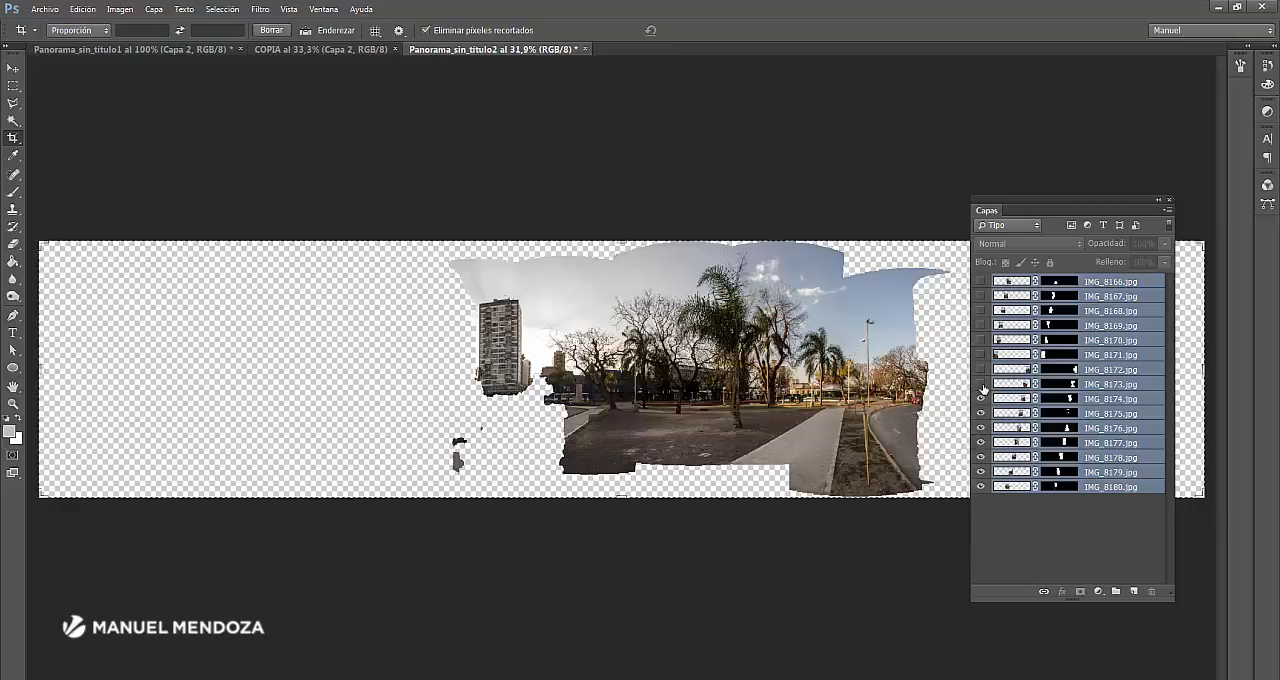 Ps Archivo Edición Imagen Capa Texto Selección Filtro Vista Ventana Ayuda
Proporción Borrar Enderezar Eliminar píxeles recortados Manuel
Panorama_sin_título1 al 100% (Capa 2, RGB/8) * × COPIA al 33,3% (Capa 2, RGB/8) × Panorama_sin_título2 al 31,9% (RGB/8) * ×
Capas
Tipo
Normal Opacidad: 100%
Bloq.: Relleno: 100%
IMG_8166.jpg
IMG_8167.jpg
IMG_8168.jpg
IMG_8169.jpg
IMG_8170.jpg
IMG_8171.jpg
IMG_8172.jpg
IMG_8173.jpg
IMG_8174.jpg
IMG_8175.jpg
IMG_8176.jpg
IMG_8177.jpg
IMG_8178.jpg
IMG_8179.jpg
IMG_8180.jpg
fx
MANUEL MENDOZA